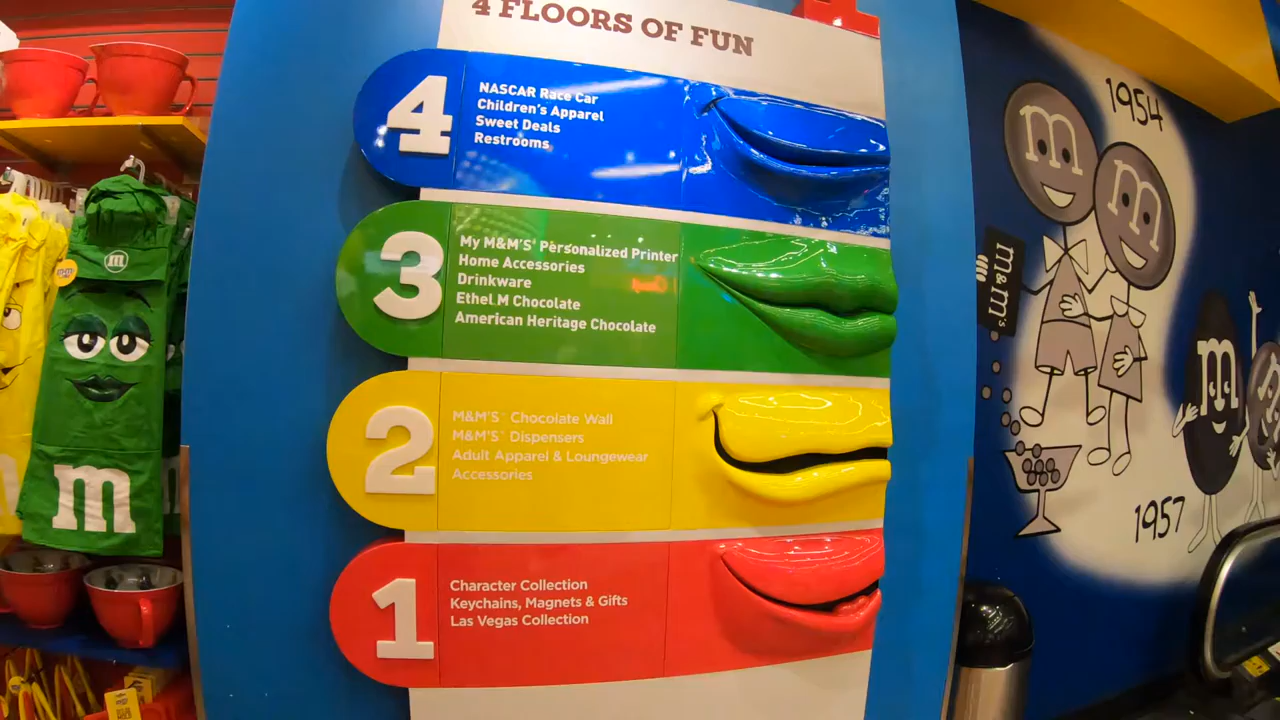 4 FLOORS OF FUN
4
NASCAR Race Car
Children's Apparel
Sweet Deals
Restrooms
3
My M&M'S® Personalized Printer
Home Accessories
Drinkware
Ethel M Chocolate
American Heritage Chocolate
2
M&M'S® Chocolate Wall
M&M'S® Dispensers
Adult Apparel & Loungewear
Accessories
1
Character Collection
Keychains, Magnets & Gifts
Las Vegas Collection
m
m
1954
m
m
m&m's
m
m
1957